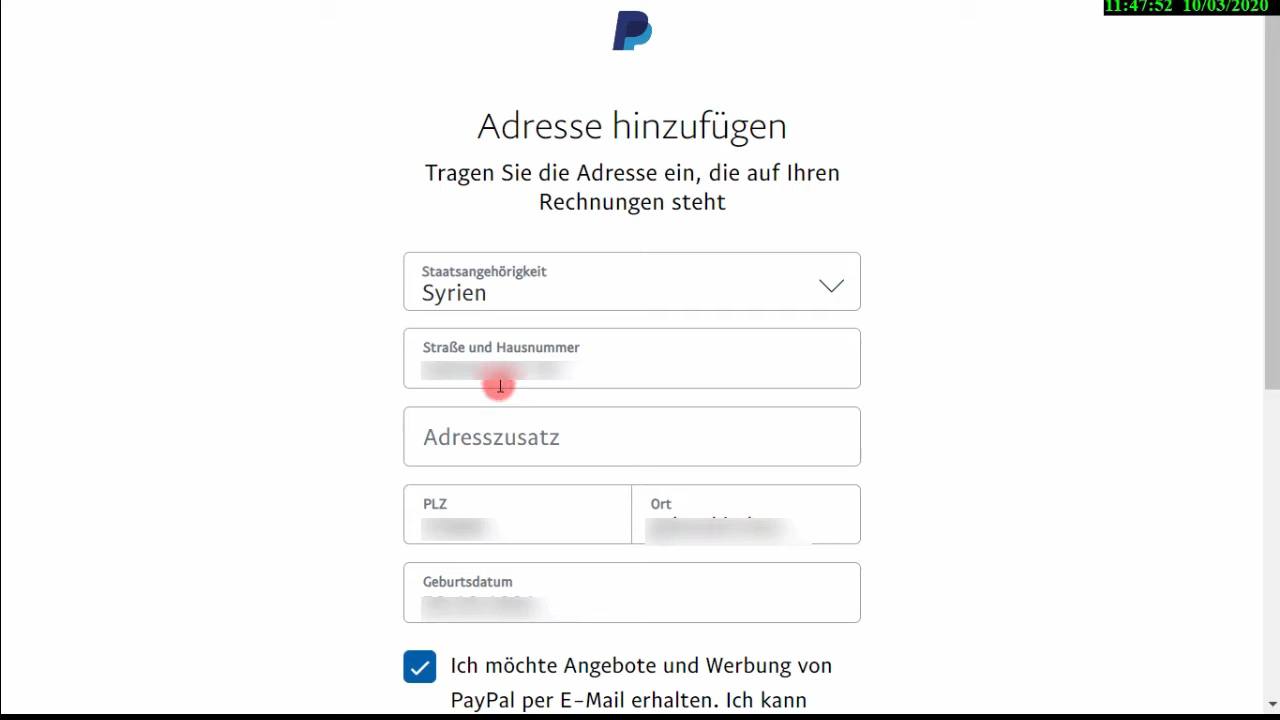 11:47:52 10/03/2020
Adresse hinzufügen
Tragen Sie die Adresse ein, die auf Ihren
Rechnungen steht
Staatsangehörigkeit
Syrien
Straße und Hausnummer
Adresszusatz
PLZ
Ort
Geburtsdatum
Ich möchte Angebote und Werbung von
PayPal per E-Mail erhalten. Ich kann